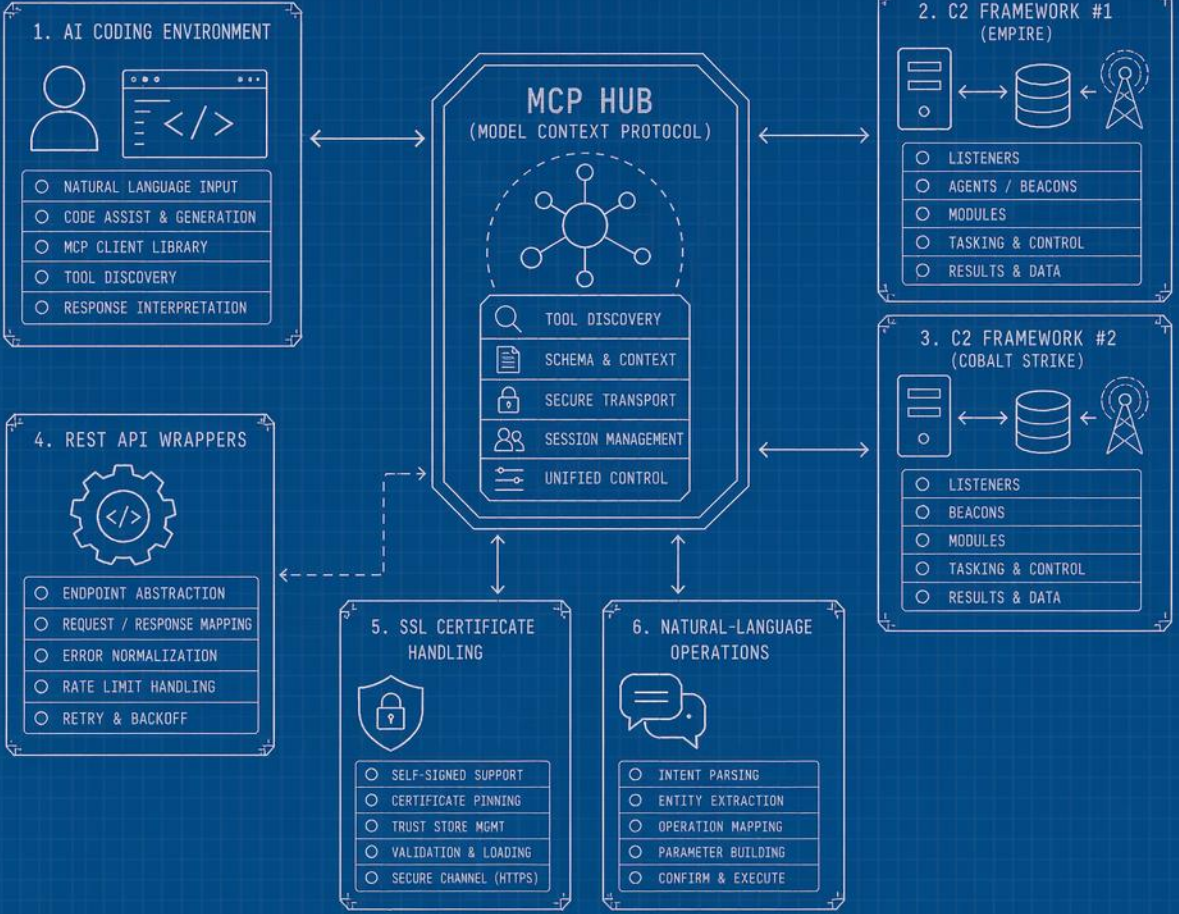 1. AI CODING ENVIRONMENT
</>
NATURAL LANGUAGE INPUT
CODE ASSIST & GENERATION
MCP CLIENT LIBRARY
TOOL DISCOVERY
RESPONSE INTERPRETATION
MCP HUB
(MODEL CONTEXT PROTOCOL)
TOOL DISCOVERY
SCHEMA & CONTEXT
SECURE TRANSPORT
SESSION MANAGEMENT
UNIFIED CONTROL
2. C2 FRAMEWORK #1
(EMPIRE)
LISTENERS
AGENTS / BEACONS
MODULES
TASKING & CONTROL
RESULTS & DATA
3. C2 FRAMEWORK #2
(COBALT STRIKE)
LISTENERS
BEACONS
MODULES
TASKING & CONTROL
RESULTS & DATA
4. REST API WRAPPERS
</>
ENDPOINT ABSTRACTION
REQUEST / RESPONSE MAPPING
ERROR NORMALIZATION
RATE LIMIT HANDLING
RETRY & BACKOFF
5. SSL CERTIFICATE
HANDLING
SELF-SIGNED SUPPORT
CERTIFICATE PINNING
TRUST STORE MGMT
VALIDATION & LOADING
SECURE CHANNEL (HTTPS)
6. NATURAL-LANGUAGE
OPERATIONS
INTENT PARSING
ENTITY EXTRACTION
OPERATION MAPPING
PARAMETER BUILDING
CONFIRM & EXECUTE